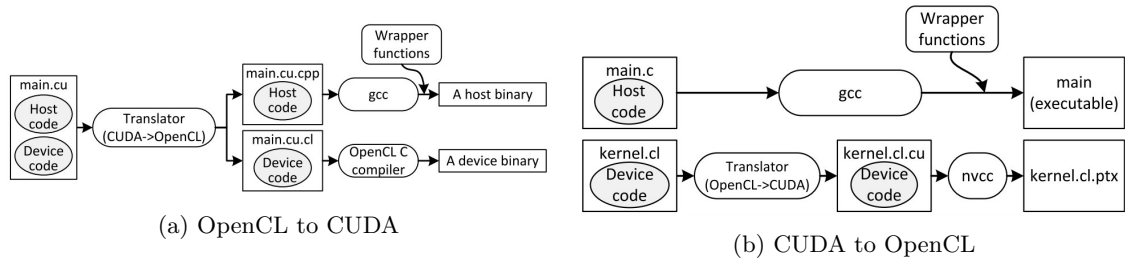 Wrapper
functions
main.cu
Host
code
Device
code
Translator
(CUDA->OpenCL)
main.cu.cpp
Host
code
gcc
A host binary
main.cu.cl
Device
code
OpenCL C
compiler
A device binary
(a) OpenCL to CUDA
Wrapper
functions
main.c
Host
code
gcc
main
(executable)
kernel.cl
Device
code
Translator
(OpenCL->CUDA)
kernel.cl.cu
Device
code
nvcc
kernel.cl.ptx
(b) CUDA to OpenCL